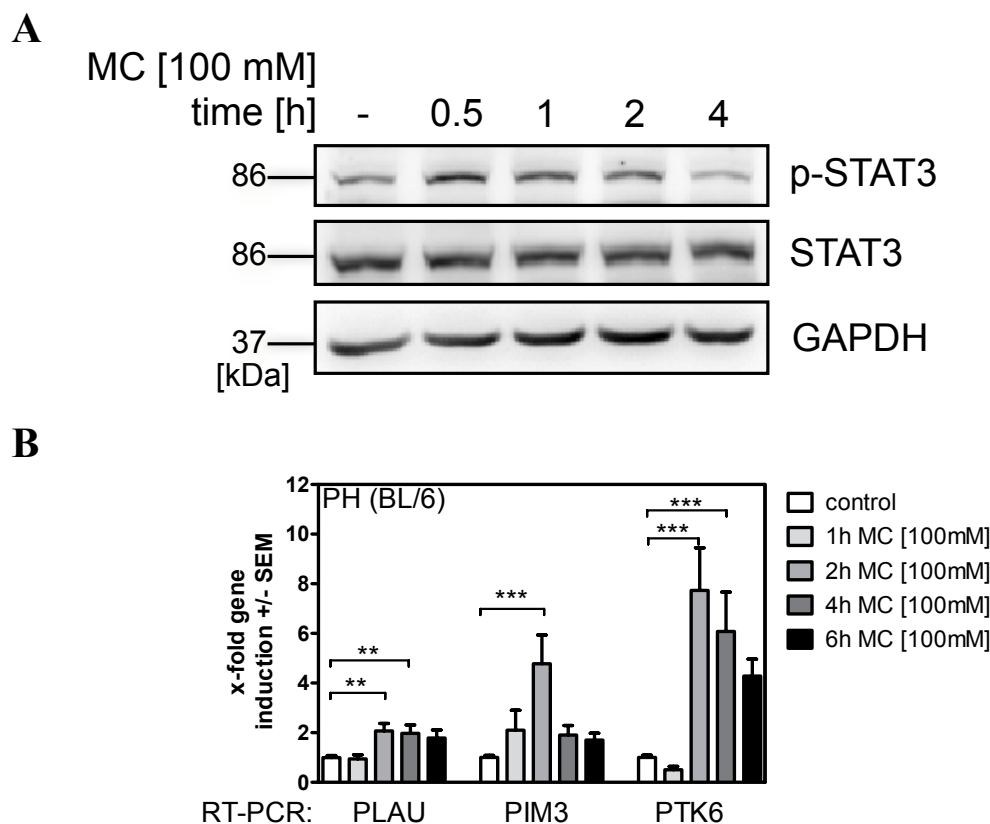 A
MC [100 mM]
time [h] - 0.5 1 2 4
86 p-STAT3
86 STAT3
37 GAPDH
[kDa]
B
PH (BL/6)
x-fold gene
induction +/- SEM
12
10
8
6
4
2
0
** ** *** *** ***
control
1h MC [100mM]
2h MC [100mM]
4h MC [100mM]
6h MC [100mM]
RT-PCR: PLAU PIM3 PTK6